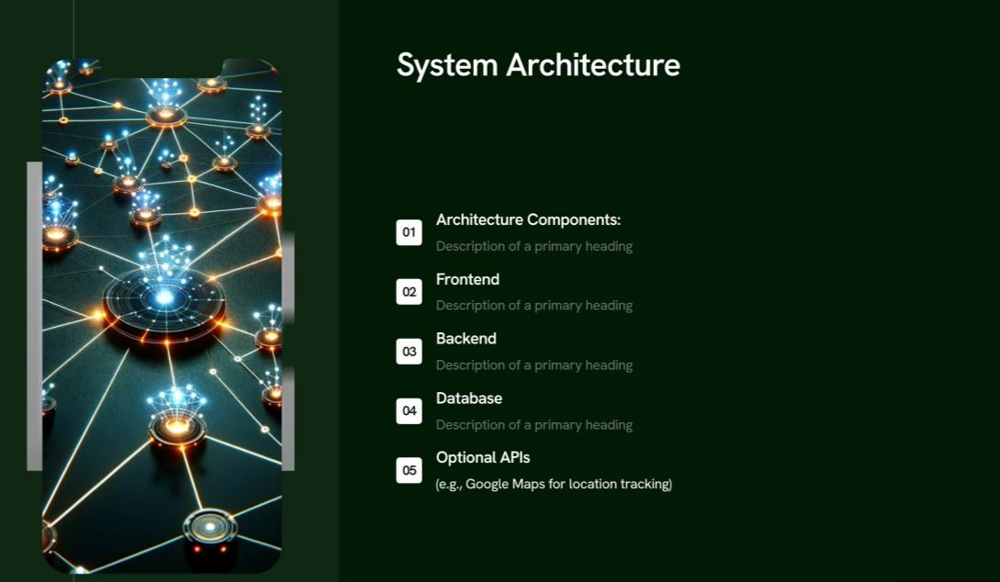 System Architecture
01
Architecture Components:
Description of a primary heading
02
Frontend
Description of a primary heading
03
Backend
Description of a primary heading
04
Database
Description of a primary heading
05
Optional APIs
(e.g., Google Maps for location tracking)